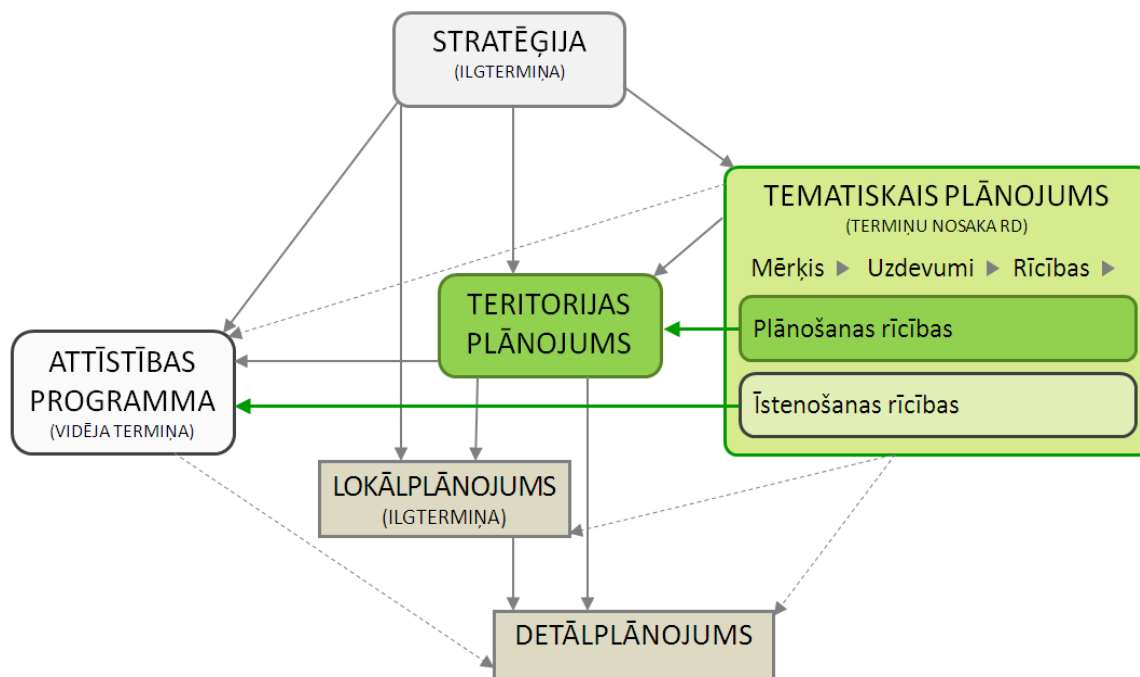 STRATĒĢIJA
(ILGTERMIŅA)
TEMATISKAIS PLĀNOJUMS
(TERMIŅU NOSAKA RD)
Mērķis ▶ Uzdevumi ▶ Rīcības ▶
Plānošanas rīcības
Īstenošanas rīcības
TERITORIJAS
PLĀNOJUMS
ATTĪSTĪBAS
PROGRAMMA
(VIDĒJA TERMIŅA)
LOKĀLPLĀNOJUMS
(ILGTERMIŅA)
DETĀLPLĀNOJUMS